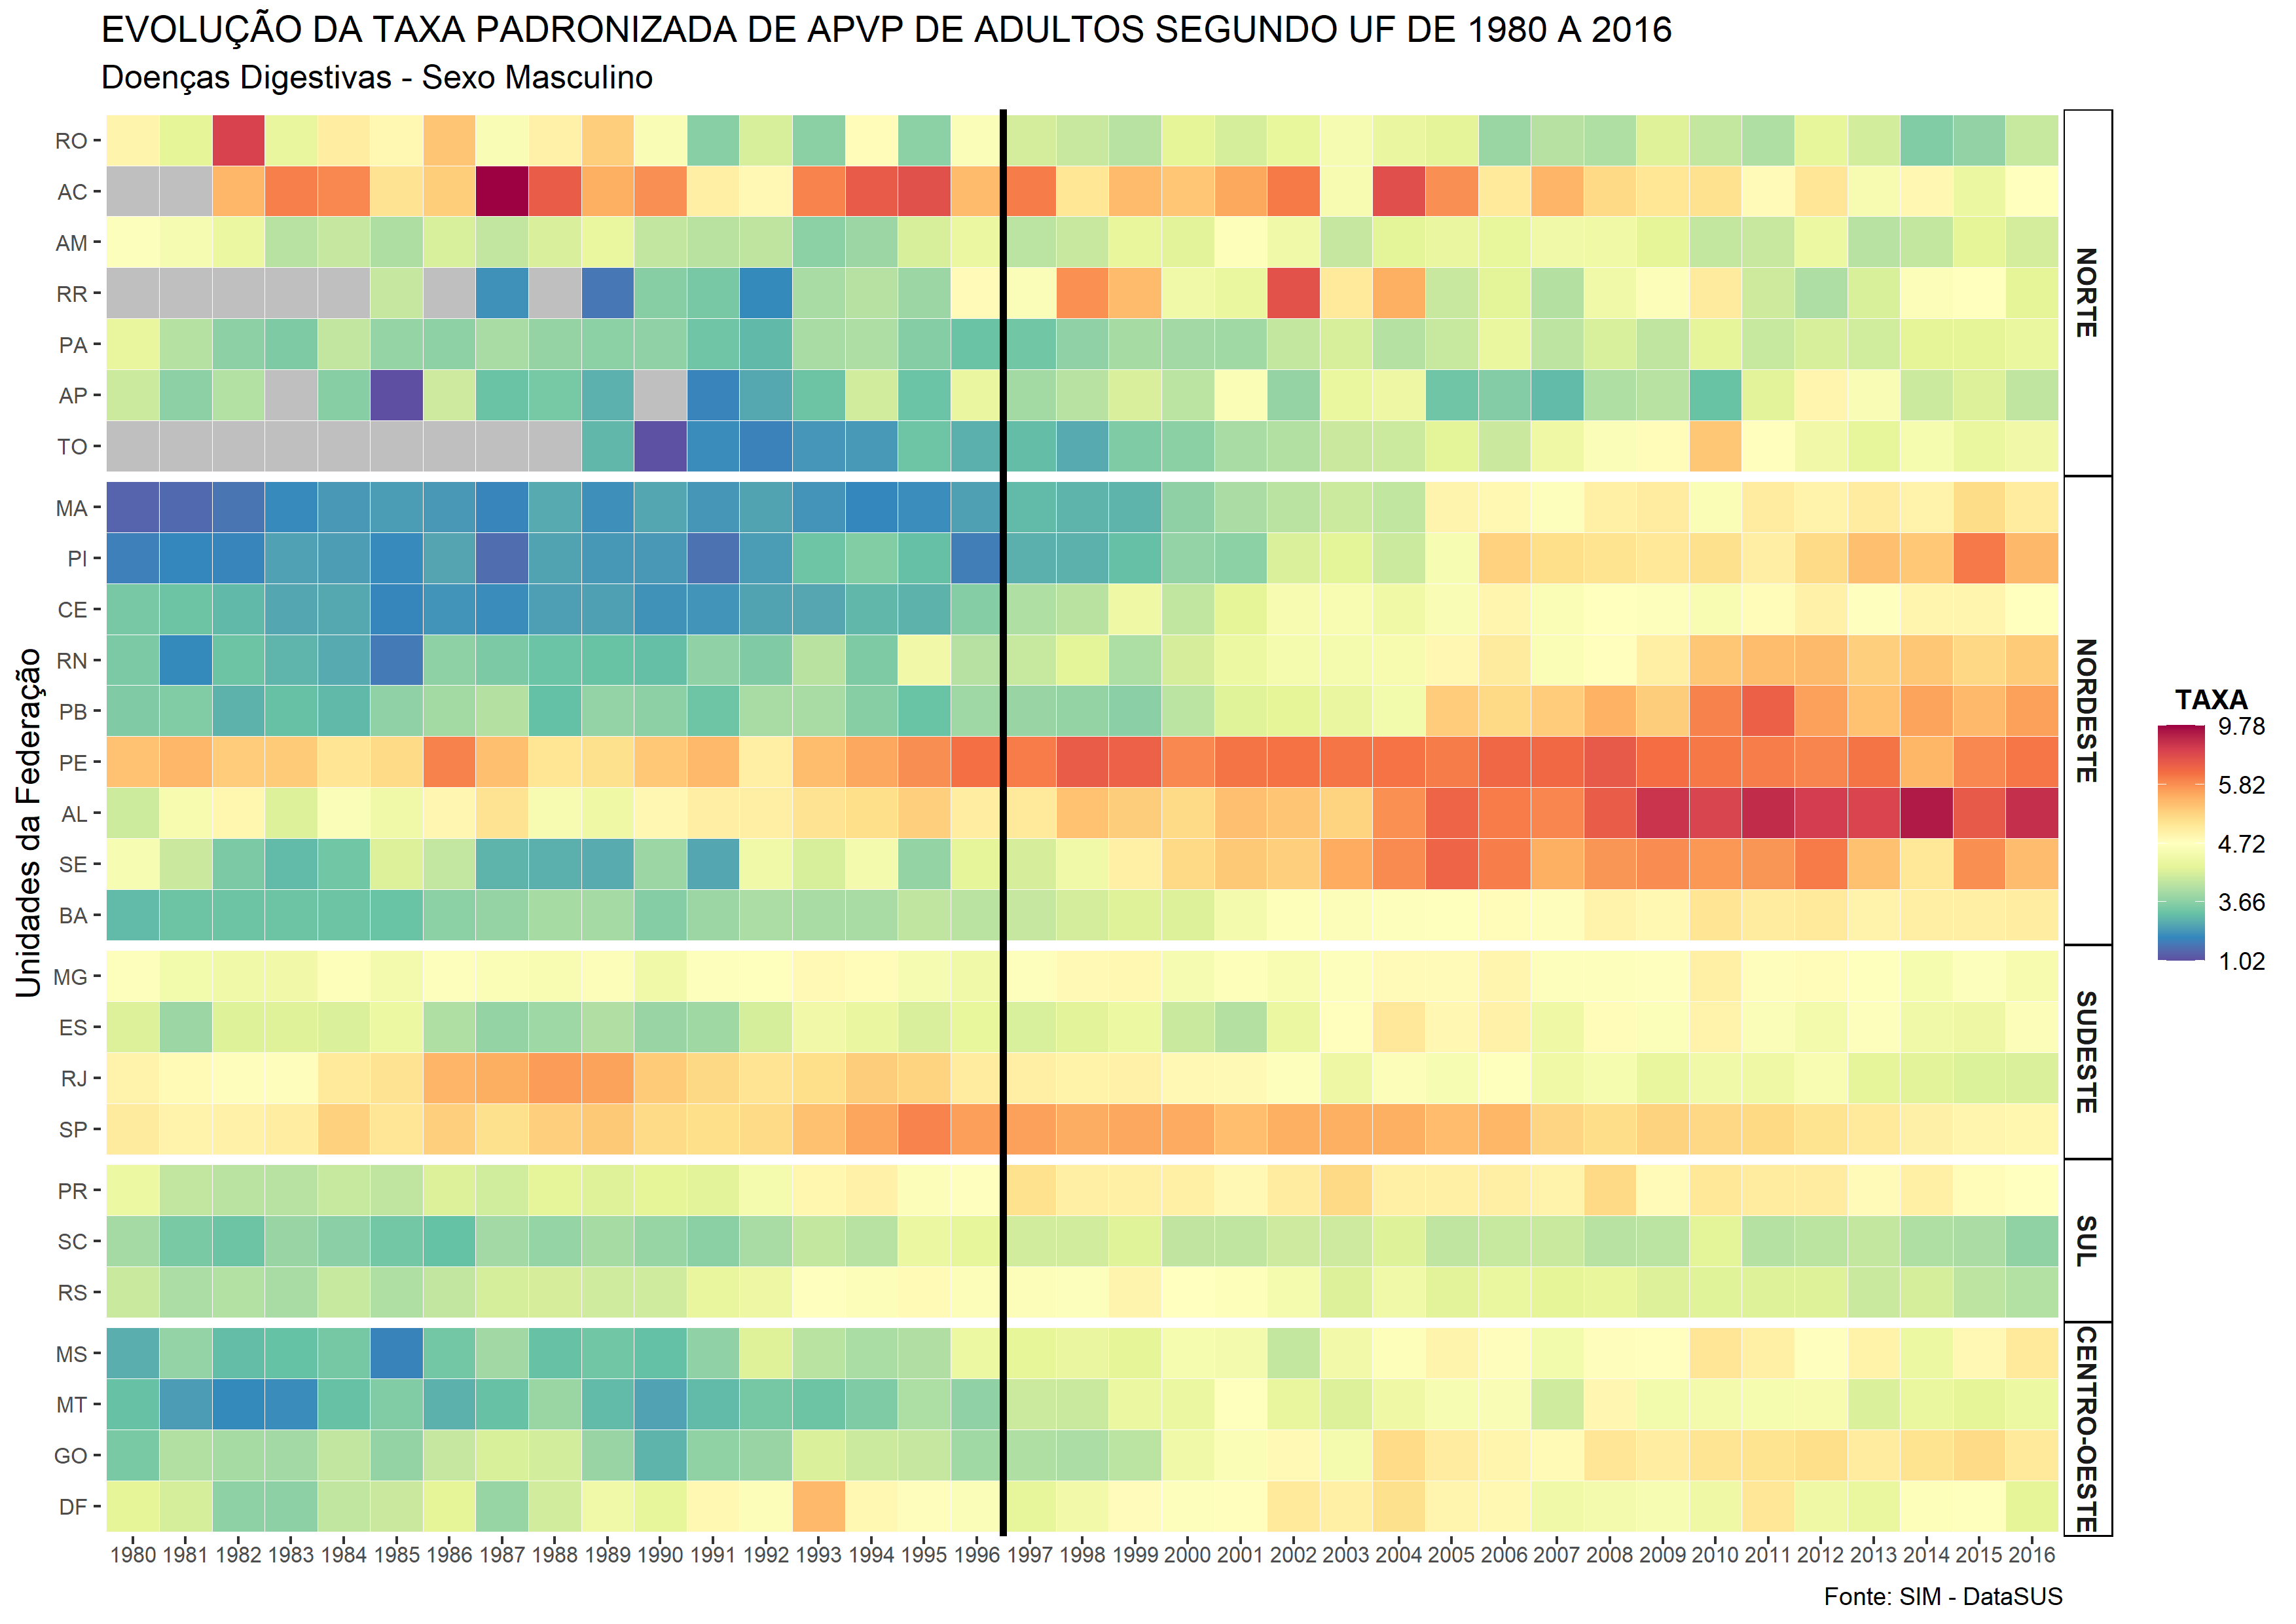 EVOLUÇÃO DA TAXA PADRONIZADA DE APVP DE ADULTOS SEGUNDO UF DE 1980 A 2016
Doenças Digestivas - Sexo Masculino
Unidades da Federação
RO
AC
AM
RR
PA
AP
TO
NORTE
MA
PI
CE
RN
PB
PE
AL
SE
BA
NORDESTE
MG
ES
RJ
SP
SUDESTE
PR
SC
RS
SUL
MS
MT
GO
DF
CENTRO-OESTE
1980 1981 1982 1983 1984 1985 1986 1987 1988 1989 1990 1991 1992 1993 1994 1995 1996 1997 1998 1999 2000 2001 2002 2003 2004 2005 2006 2007 2008 2009 2010 2011 2012 2013 2014 2015 2016
TAXA
9.78
5.82
4.72
3.66
1.02
Fonte: SIM - DataSUS